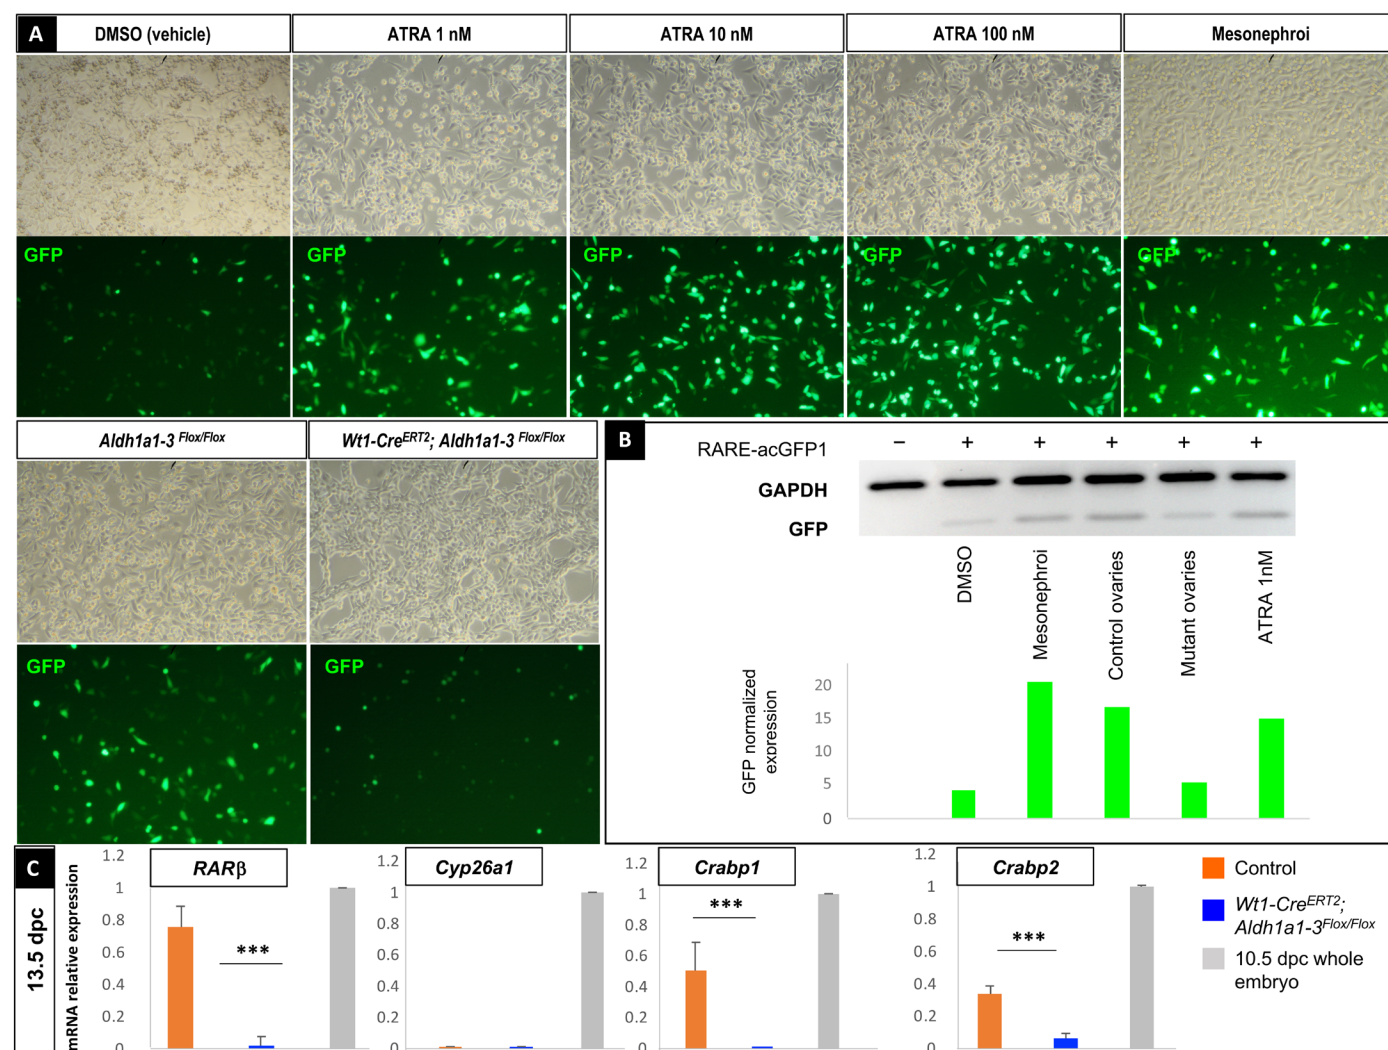 A
DMSO (vehicle)
ATRA 1 nM
ATRA 10 nM
ATRA 100 nM
Mesonephroi
GFP
GFP
GFP
GFP
GFP
Aldh1a1-3 Flox/Flox
Wt1-CreERT2; Aldh1a1-3 Flox/Flox
GFP
GFP
B
RARE-acGFP1
− + + + + +
GAPDH
GFP
DMSO
Mesonephroi
Control ovaries
Mutant ovaries
ATRA 1nM
GFP normalized
expression
20
15
10
5
0
C
13.5 dpc
mRNA relative expression
RARβ
1.2
1
0.8
0.6
0.4
0.2
0
***
Cyp26a1
1.2
1
0.8
0.6
0.4
0.2
0
Crabp1
1.2
1
0.8
0.6
0.4
0.2
0
***
Crabp2
1.2
1
0.8
0.6
0.4
0.2
0
***
Control
Wt1-CreERT2;
Aldh1a1-3Flox/Flox
10.5 dpc whole
embryo